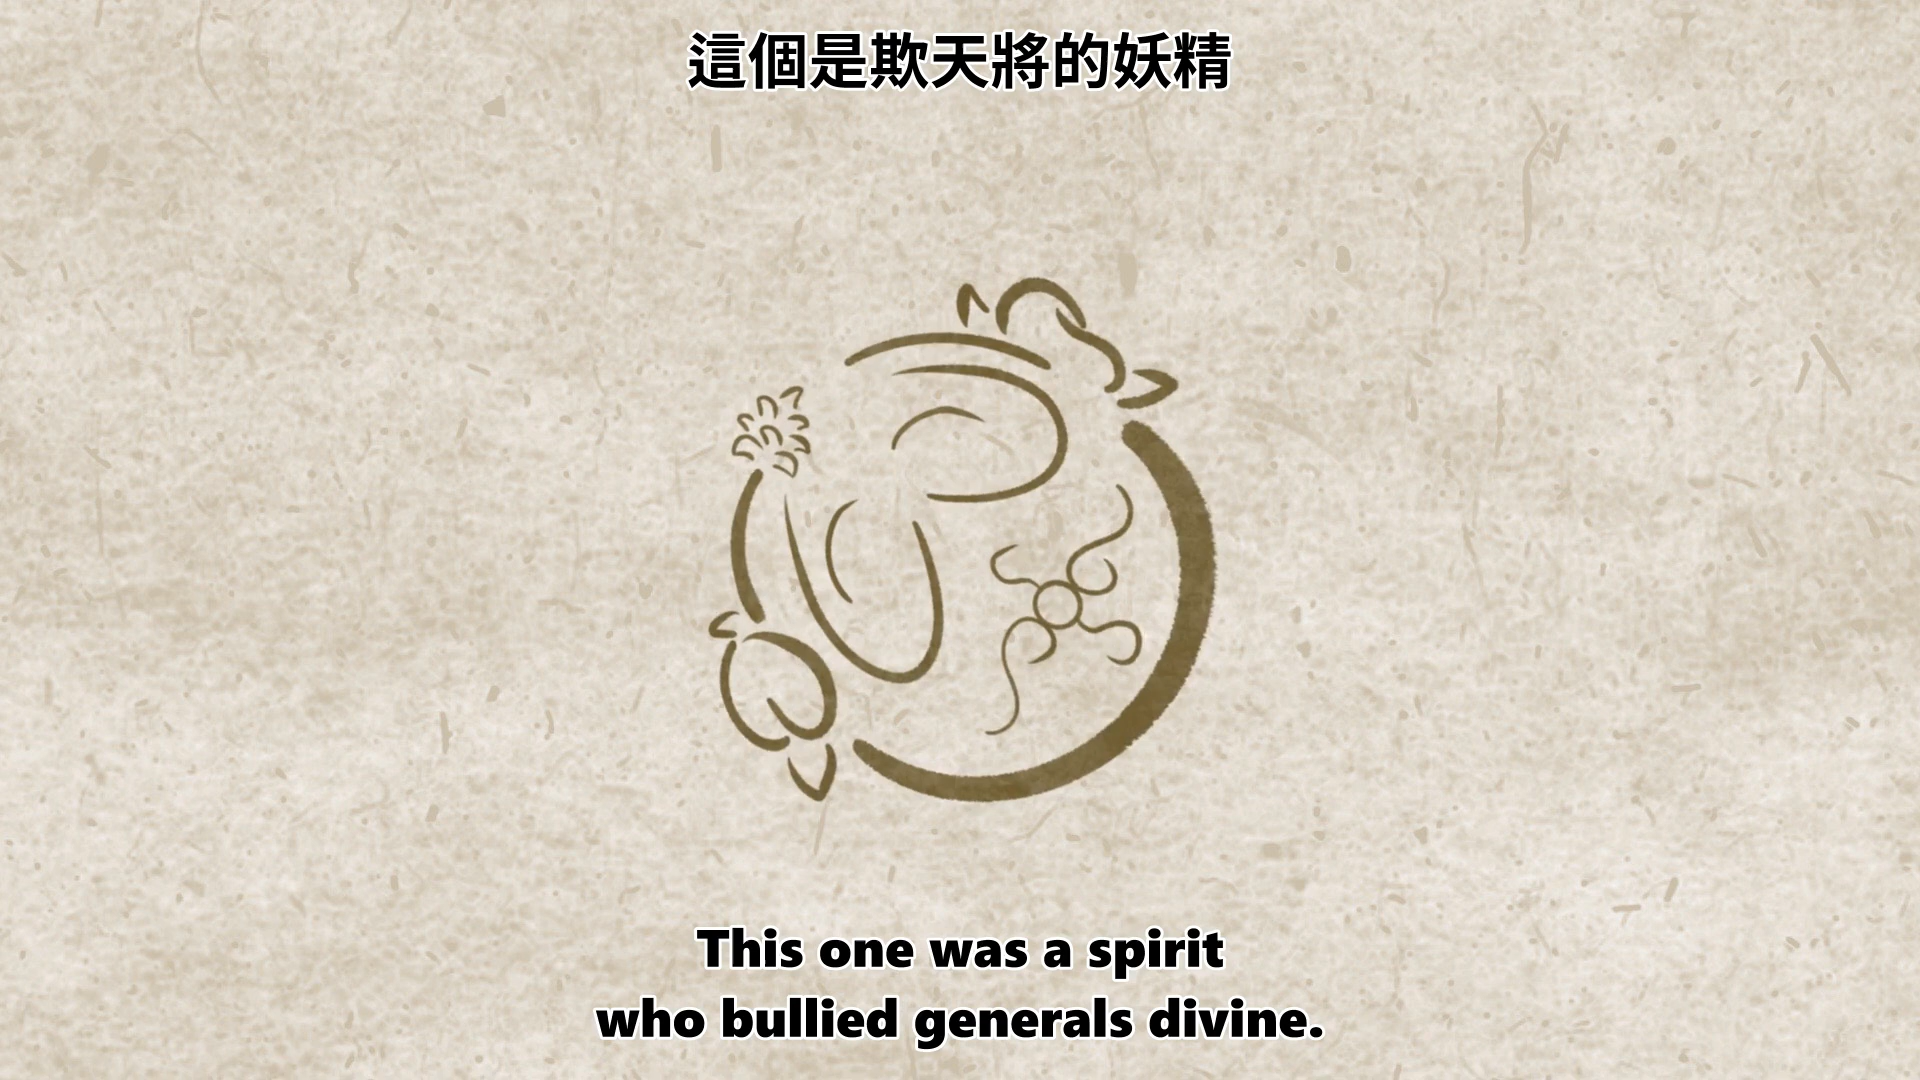 這個是欺天將的妖精
This one was a spirit
who bullied generals divine.